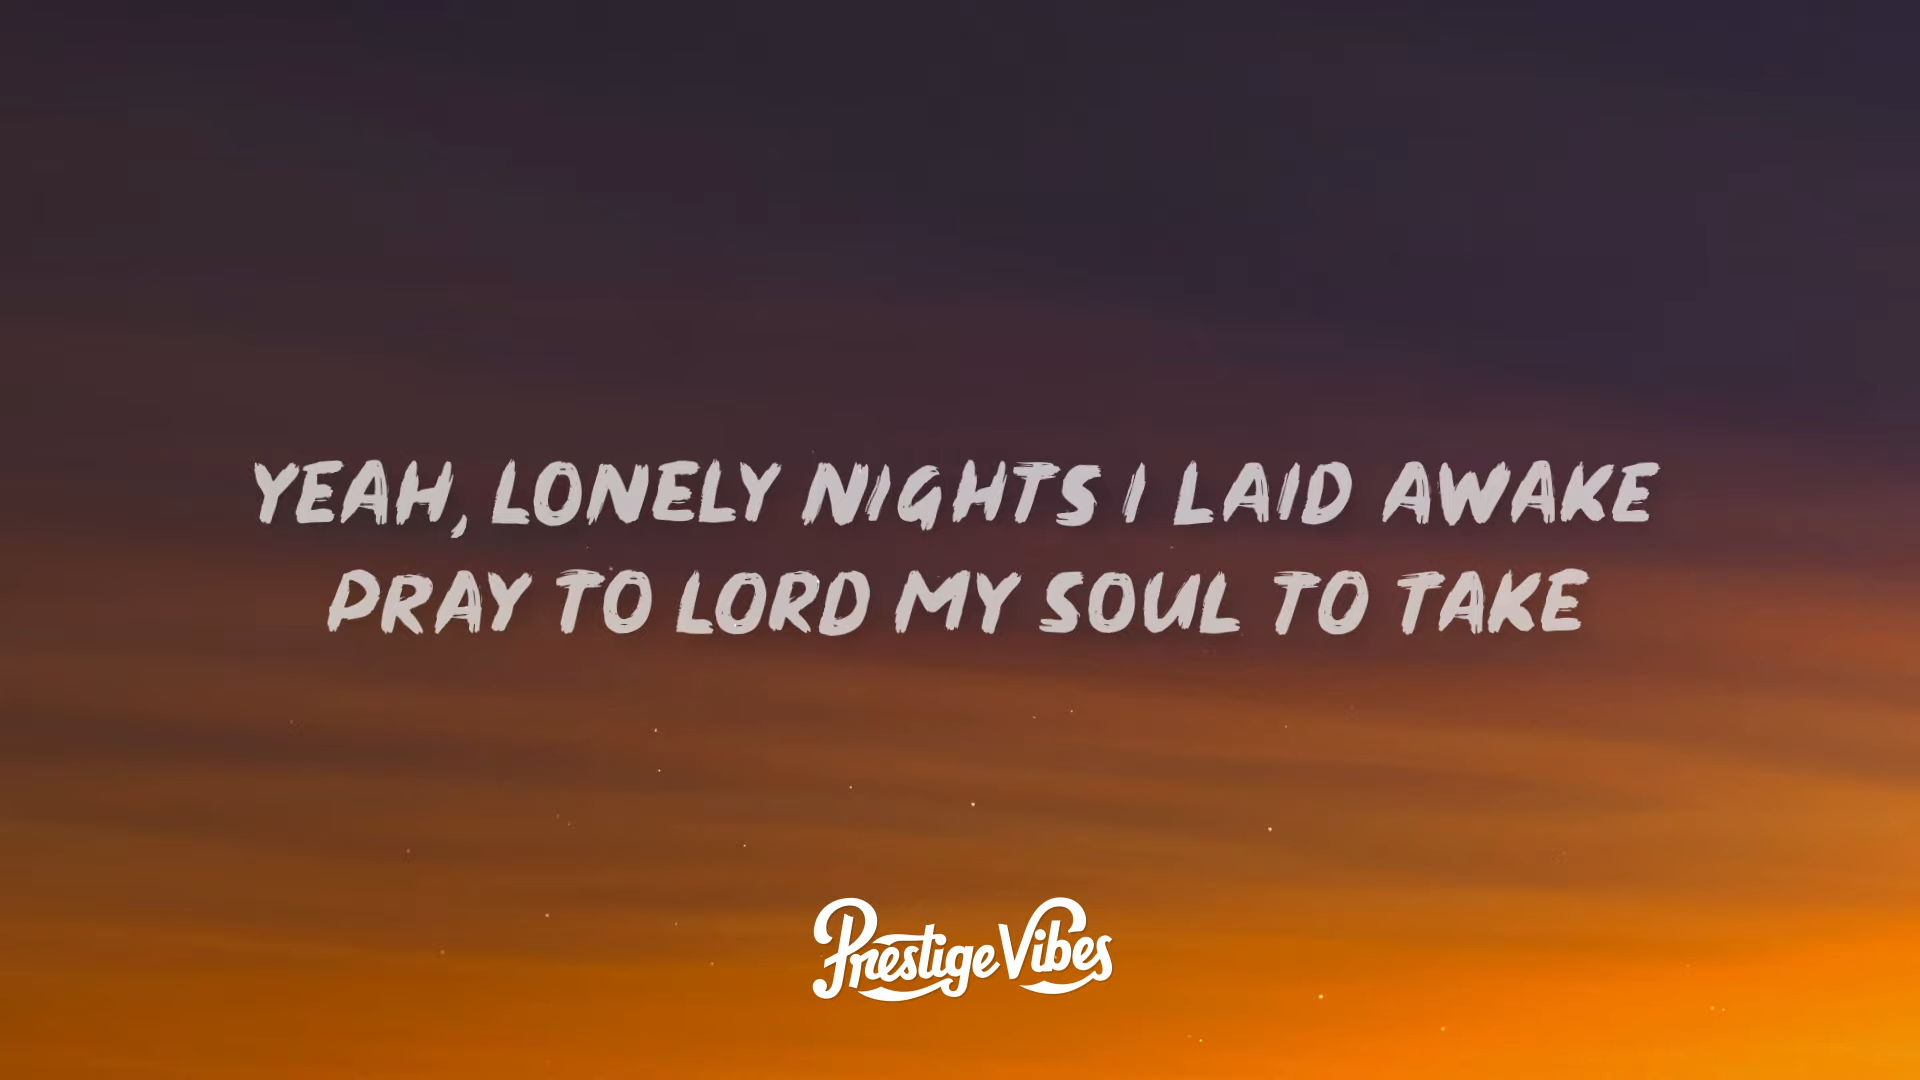 YEAH, LONELY NIGHTS I LAID AWAKE
PRAY TO LORD MY SOUL TO TAKE
Prestige Vibes